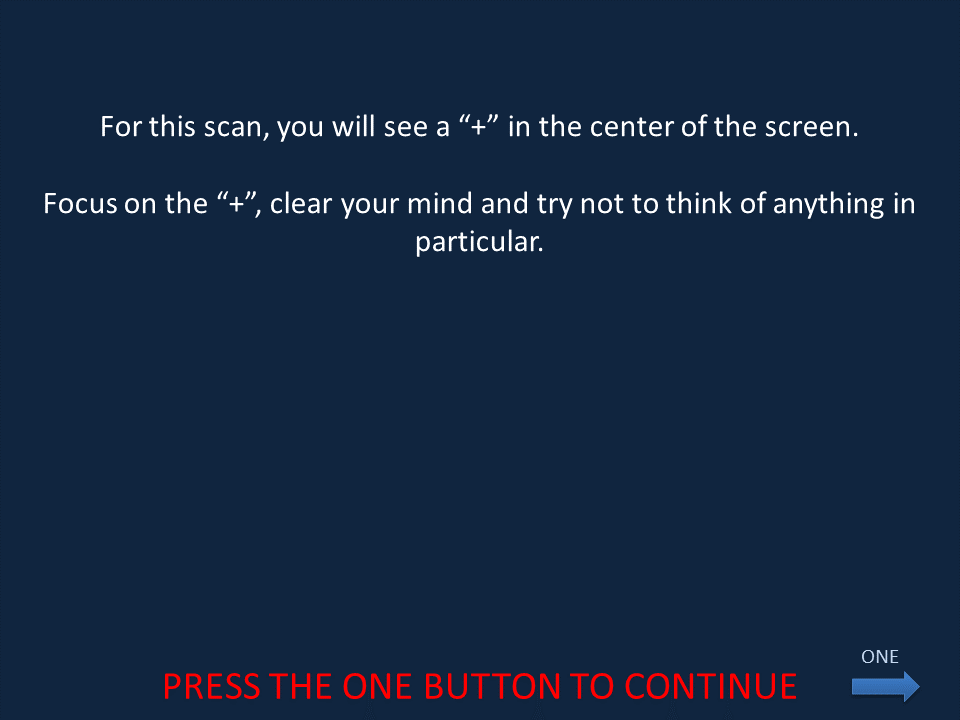 For this scan, you will see a “+” in the center of the screen.
Focus on the “+”, clear your mind and try not to think of anything in
particular.
ONE
PRESS THE ONE BUTTON TO CONTINUE